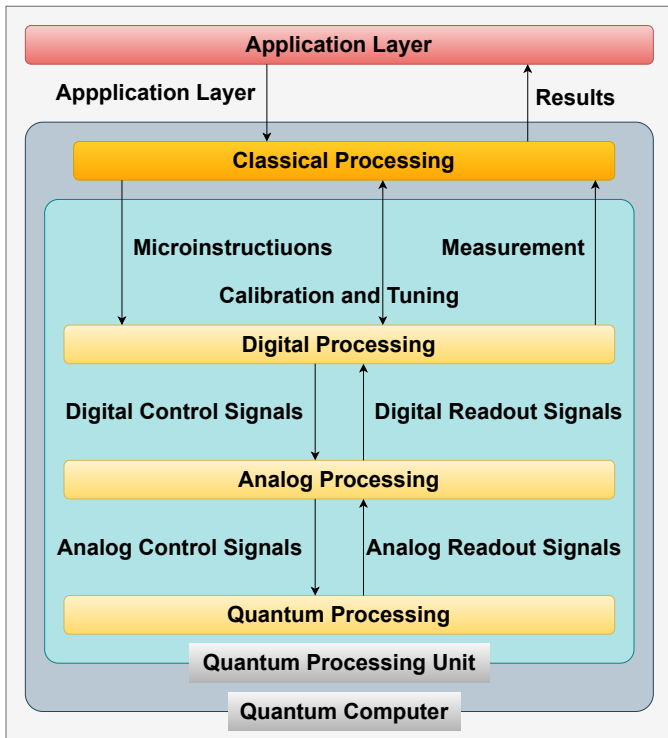 Application Layer
Appplication Layer
Results
Classical Processing
Microinstructiuons
Measurement
Calibration and Tuning
Digital Processing
Digital Control Signals
Digital Readout Signals
Analog Processing
Analog Control Signals
Analog Readout Signals
Quantum Processing
Quantum Processing Unit
Quantum Computer